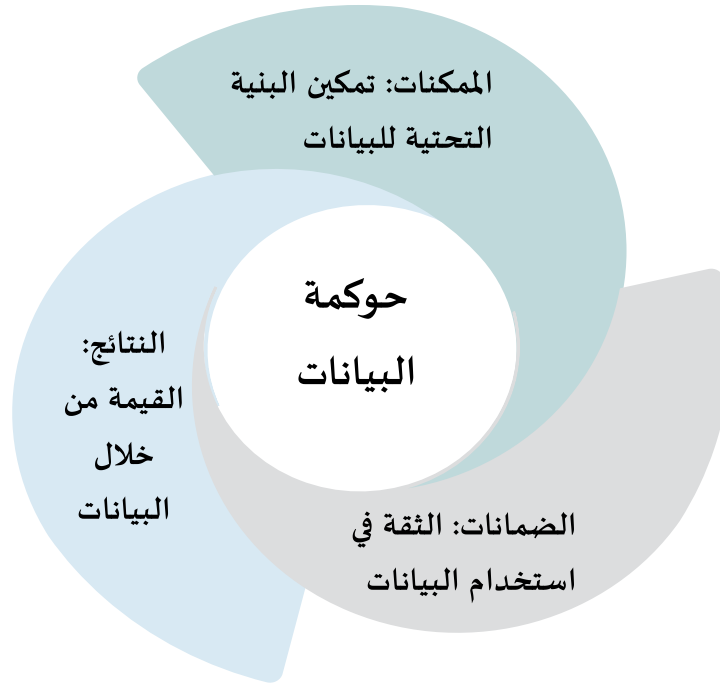 الممكنات: تمكين البنية
التحتية للبيانات
حوكمة
البيانات
النتائج:
القيمة من
خلال
البيانات
الضمانات: الثقة في
استخدام البيانات